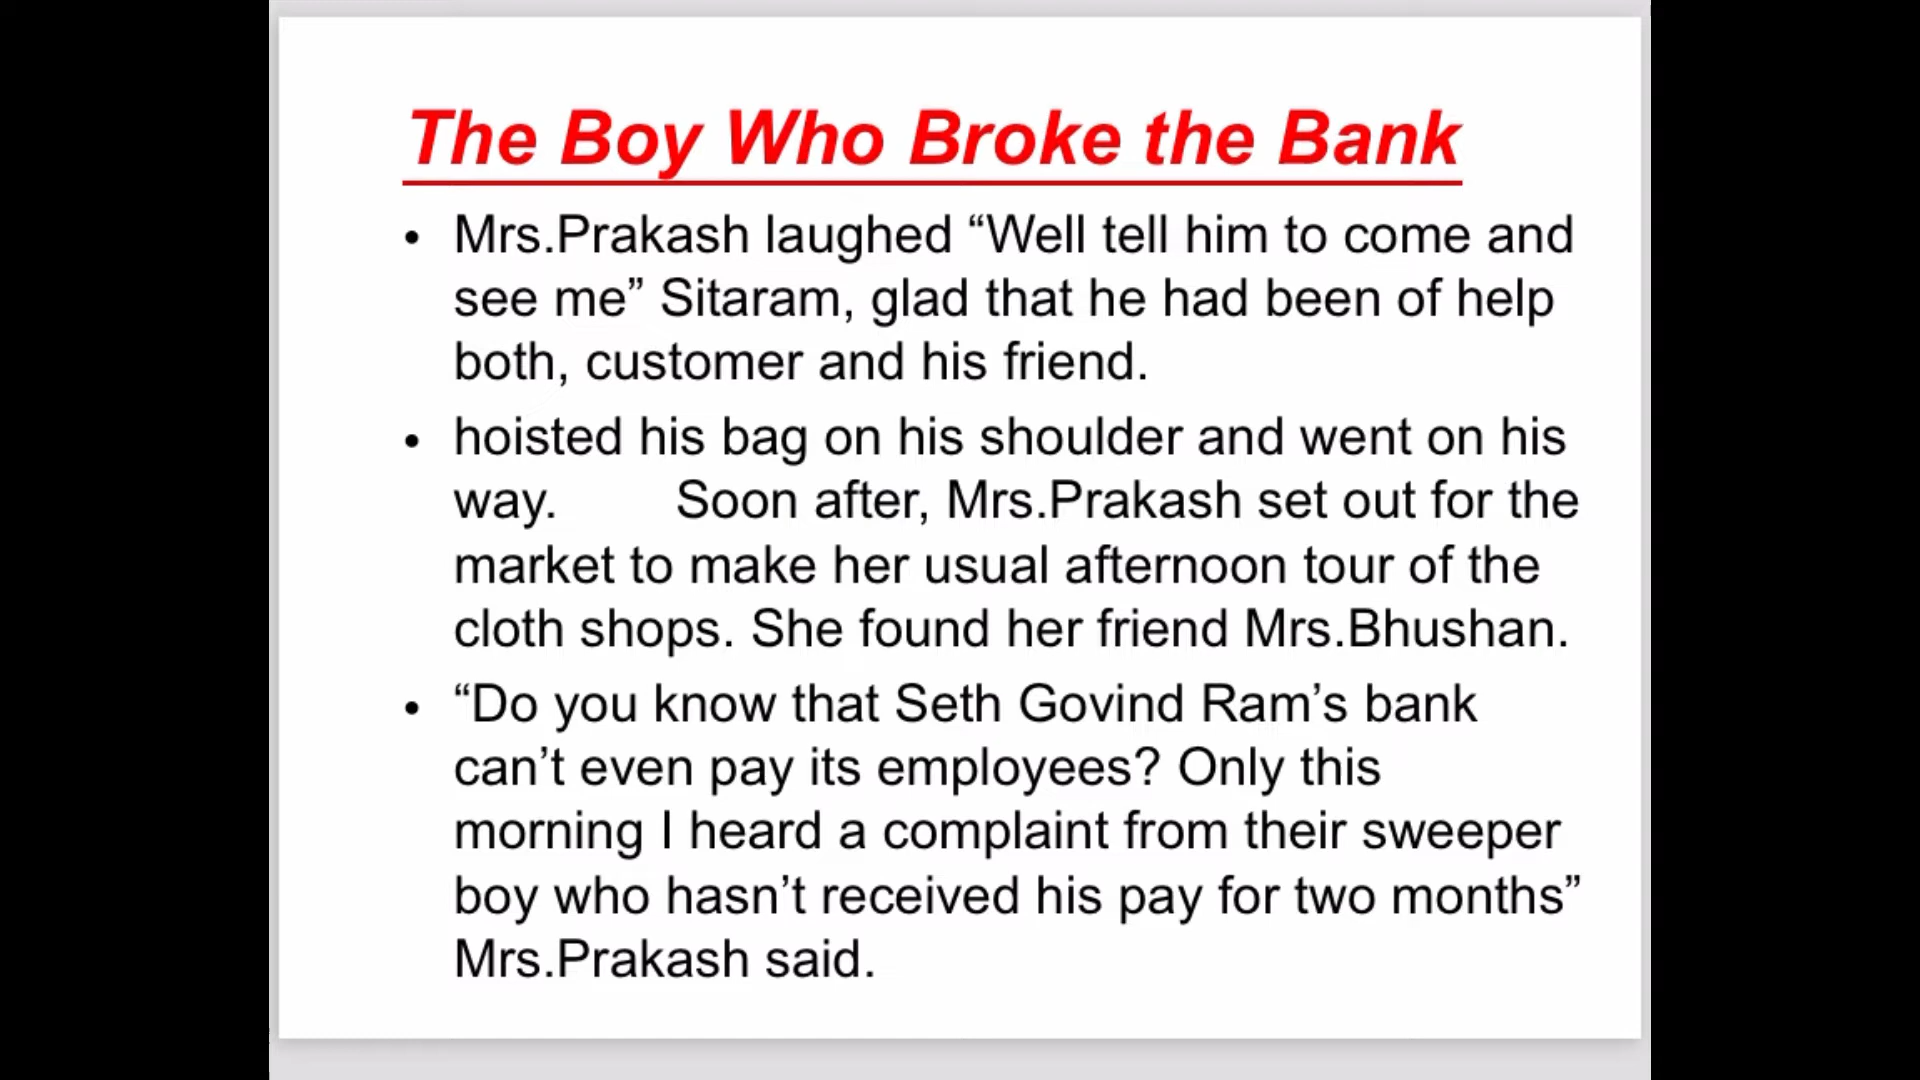 The Boy Who Broke the Bank
• Mrs.Prakash laughed “Well tell him to come and
see me” Sitaram, glad that he had been of help
both, customer and his friend.
• hoisted his bag on his shoulder and went on his
way. Soon after, Mrs.Prakash set out for the
market to make her usual afternoon tour of the
cloth shops. She found her friend Mrs.Bhushan.
• “Do you know that Seth Govind Ram’s bank
can’t even pay its employees? Only this
morning I heard a complaint from their sweeper
boy who hasn’t received his pay for two months”
Mrs.Prakash said.